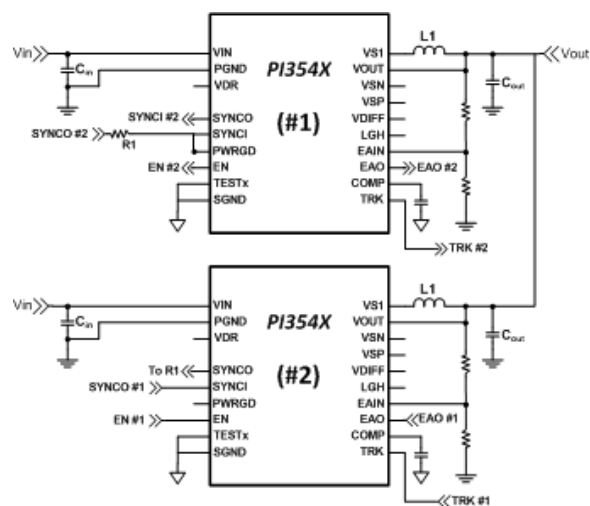 L1
Vin
VIN
VS1
Vout
Cin
PGND
PI354X
VOUT
Cout
VDR
VSN
(#1)
VSP
SYNCI #2
SYNCO
VDIFF
SYNCO #2
R1
SYNCI
LGH
PWRGD
EAIN
EN #2
EN
EAO
EAO #2
TESTx
COMP
SGND
TRK
TRK #2
L1
Vin
VIN
VS1
Cin
PGND
PI354X
VOUT
Cout
VDR
VSN
(#2)
VSP
To R1
SYNCO
VDIFF
SYNCO #1
SYNCI
LGH
PWRGD
EAIN
EN #1
EN
EAO
EAO #1
TESTx
COMP
SGND
TRK
TRK #1